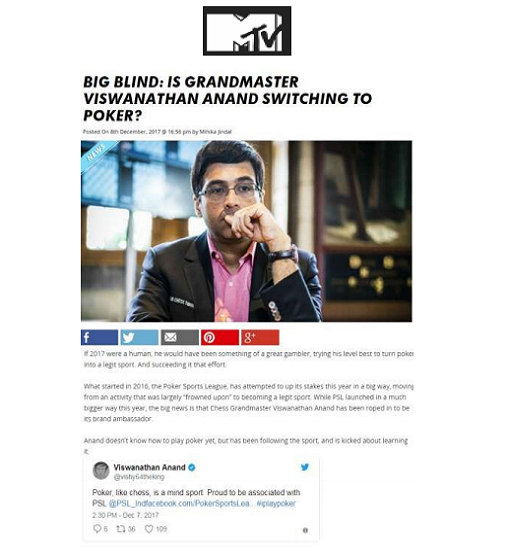 MTV
BIG BLIND: IS GRANDMASTER
VISWANATHAN ANAND SWITCHING TO
POKER?
Posted On 8th December, 2017 @ 16:56 pm by Mihika Jindal
NEWS
f
g+
If 2017 were a human, he would have been something of a great gambler, trying his level best to turn poker
into a legit sport. And succeeding it that effort.
What started in 2016, the Poker Sports League, has attempted to up its stakes this year in a big way, moving
from an activity that was largely "frowned upon" to becoming a legit sport. While PSL launched in a much
bigger way this year, the big news is that Chess Grandmaster Viswanathan Anand has been roped in to be
its brand ambassador.
Anand doesn't know how to play poker yet, but has been following the sport, and is kicked about learning
it.
Viswanathan Anand
@vishy64theking
Poker, like chess, is a mind sport. Proud to be associated with
PSL @PSL_Indfacebook.com/PokerSportsLea.. #iplaypoker
2:30 PM - Dec 7, 2017
6 36 109